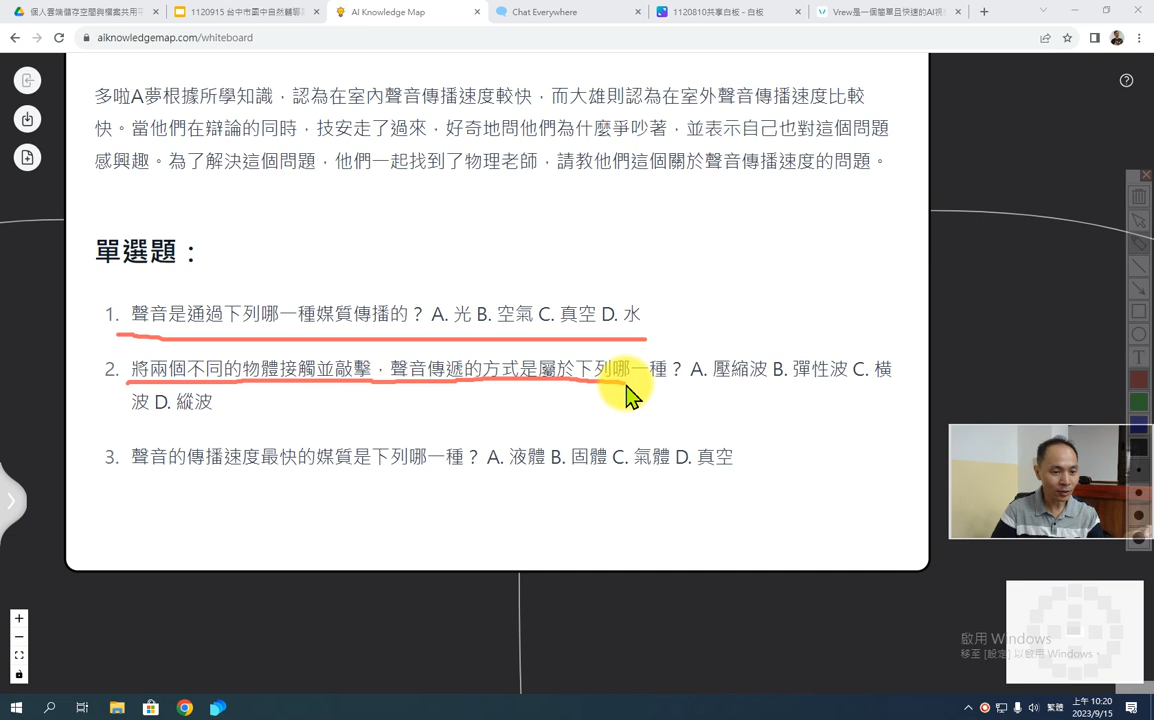 個人雲端儲存空間與檔案共用平
1120915 台中市國中自然輔導
AI Knowledge Map
Chat Everywhere
1120810共享白板 - 白板
Vrew是一個簡單且快速的AI視
aiknowledgemap.com/whiteboard
多啦A夢根據所學知識，認為在室內聲音傳播速度較快，而大雄則認為在室外聲音傳播速度比較
快。當他們在辯論的同時，技安走了過來，好奇地問他們為什麼爭吵著，並表示自己也對這個問題
感興趣。為了解決這個問題，他們一起找到了物理老師，請教他們這個關於聲音傳播速度的問題。
單選題：
1. 聲音是通過下列哪一種媒質傳播的？ A. 光 B. 空氣 C. 真空 D. 水
2. 將兩個不同的物體接觸並敲擊，聲音傳遞的方式是屬於下列哪一種？ A. 壓縮波 B. 彈性波 C. 橫
波 D. 縱波
3. 聲音的傳播速度最快的媒質是下列哪一種？ A. 液體 B. 固體 C. 氣體 D. 真空
啟用 Windows
移至 [設定] 以啟用 Windows。
繁體
上午 10:20
2023/9/15